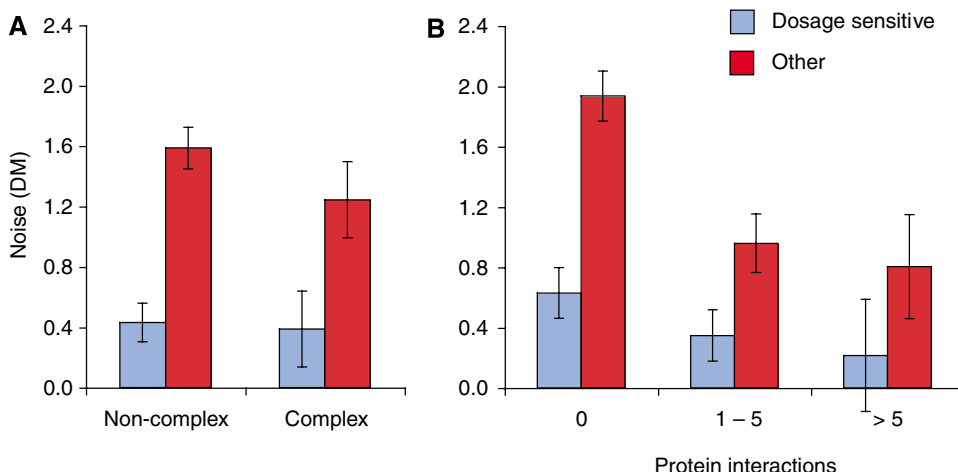 A
2.4
2.0
1.6
1.2
0.8
0.4
0.0
Noise (DM)
Non-complex
Complex
B
2.4
2.0
1.6
1.2
0.8
0.4
0.0
0
1 – 5
> 5
Protein interactions
Dosage sensitive
Other